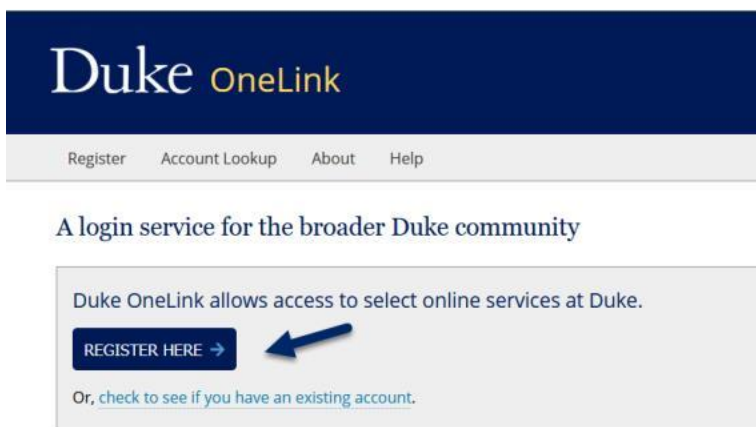 Duke OneLink
Register Account Lookup About Help
A login service for the broader Duke community
Duke OneLink allows access to select online services at Duke.
REGISTER HERE →
Or, check to see if you have an existing account.